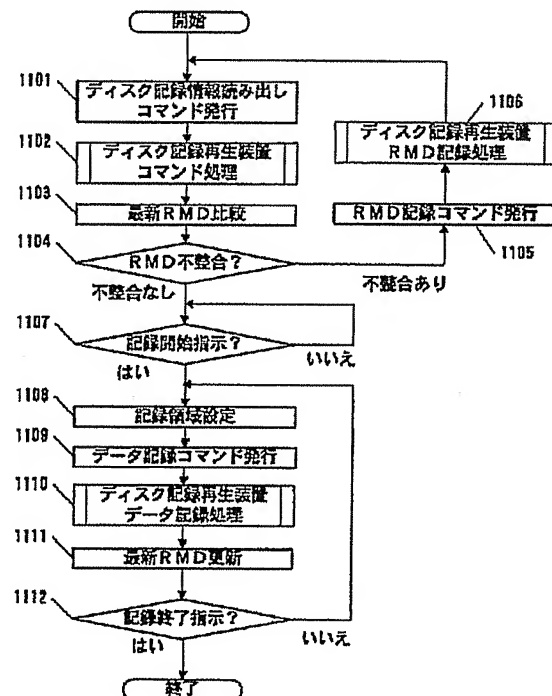 開始
1101
ディスク記録情報読み出し
コマンド発行
1102
ディスク記録再生装置
コマンド処理
1103
最新RMD比較
1104
RMD不整合?
不整合なし
不整合あり
1106
ディスク記録再生装置
RMD記録処理
RMD記録コマンド発行
1105
1107
記録開始指示?
はい
いいえ
1108
記録領域設定
1109
データ記録コマンド発行
1110
ディスク記録再生装置
データ記録処理
1111
最新RMD更新
1112
記録終了指示?
はい
いいえ
終了